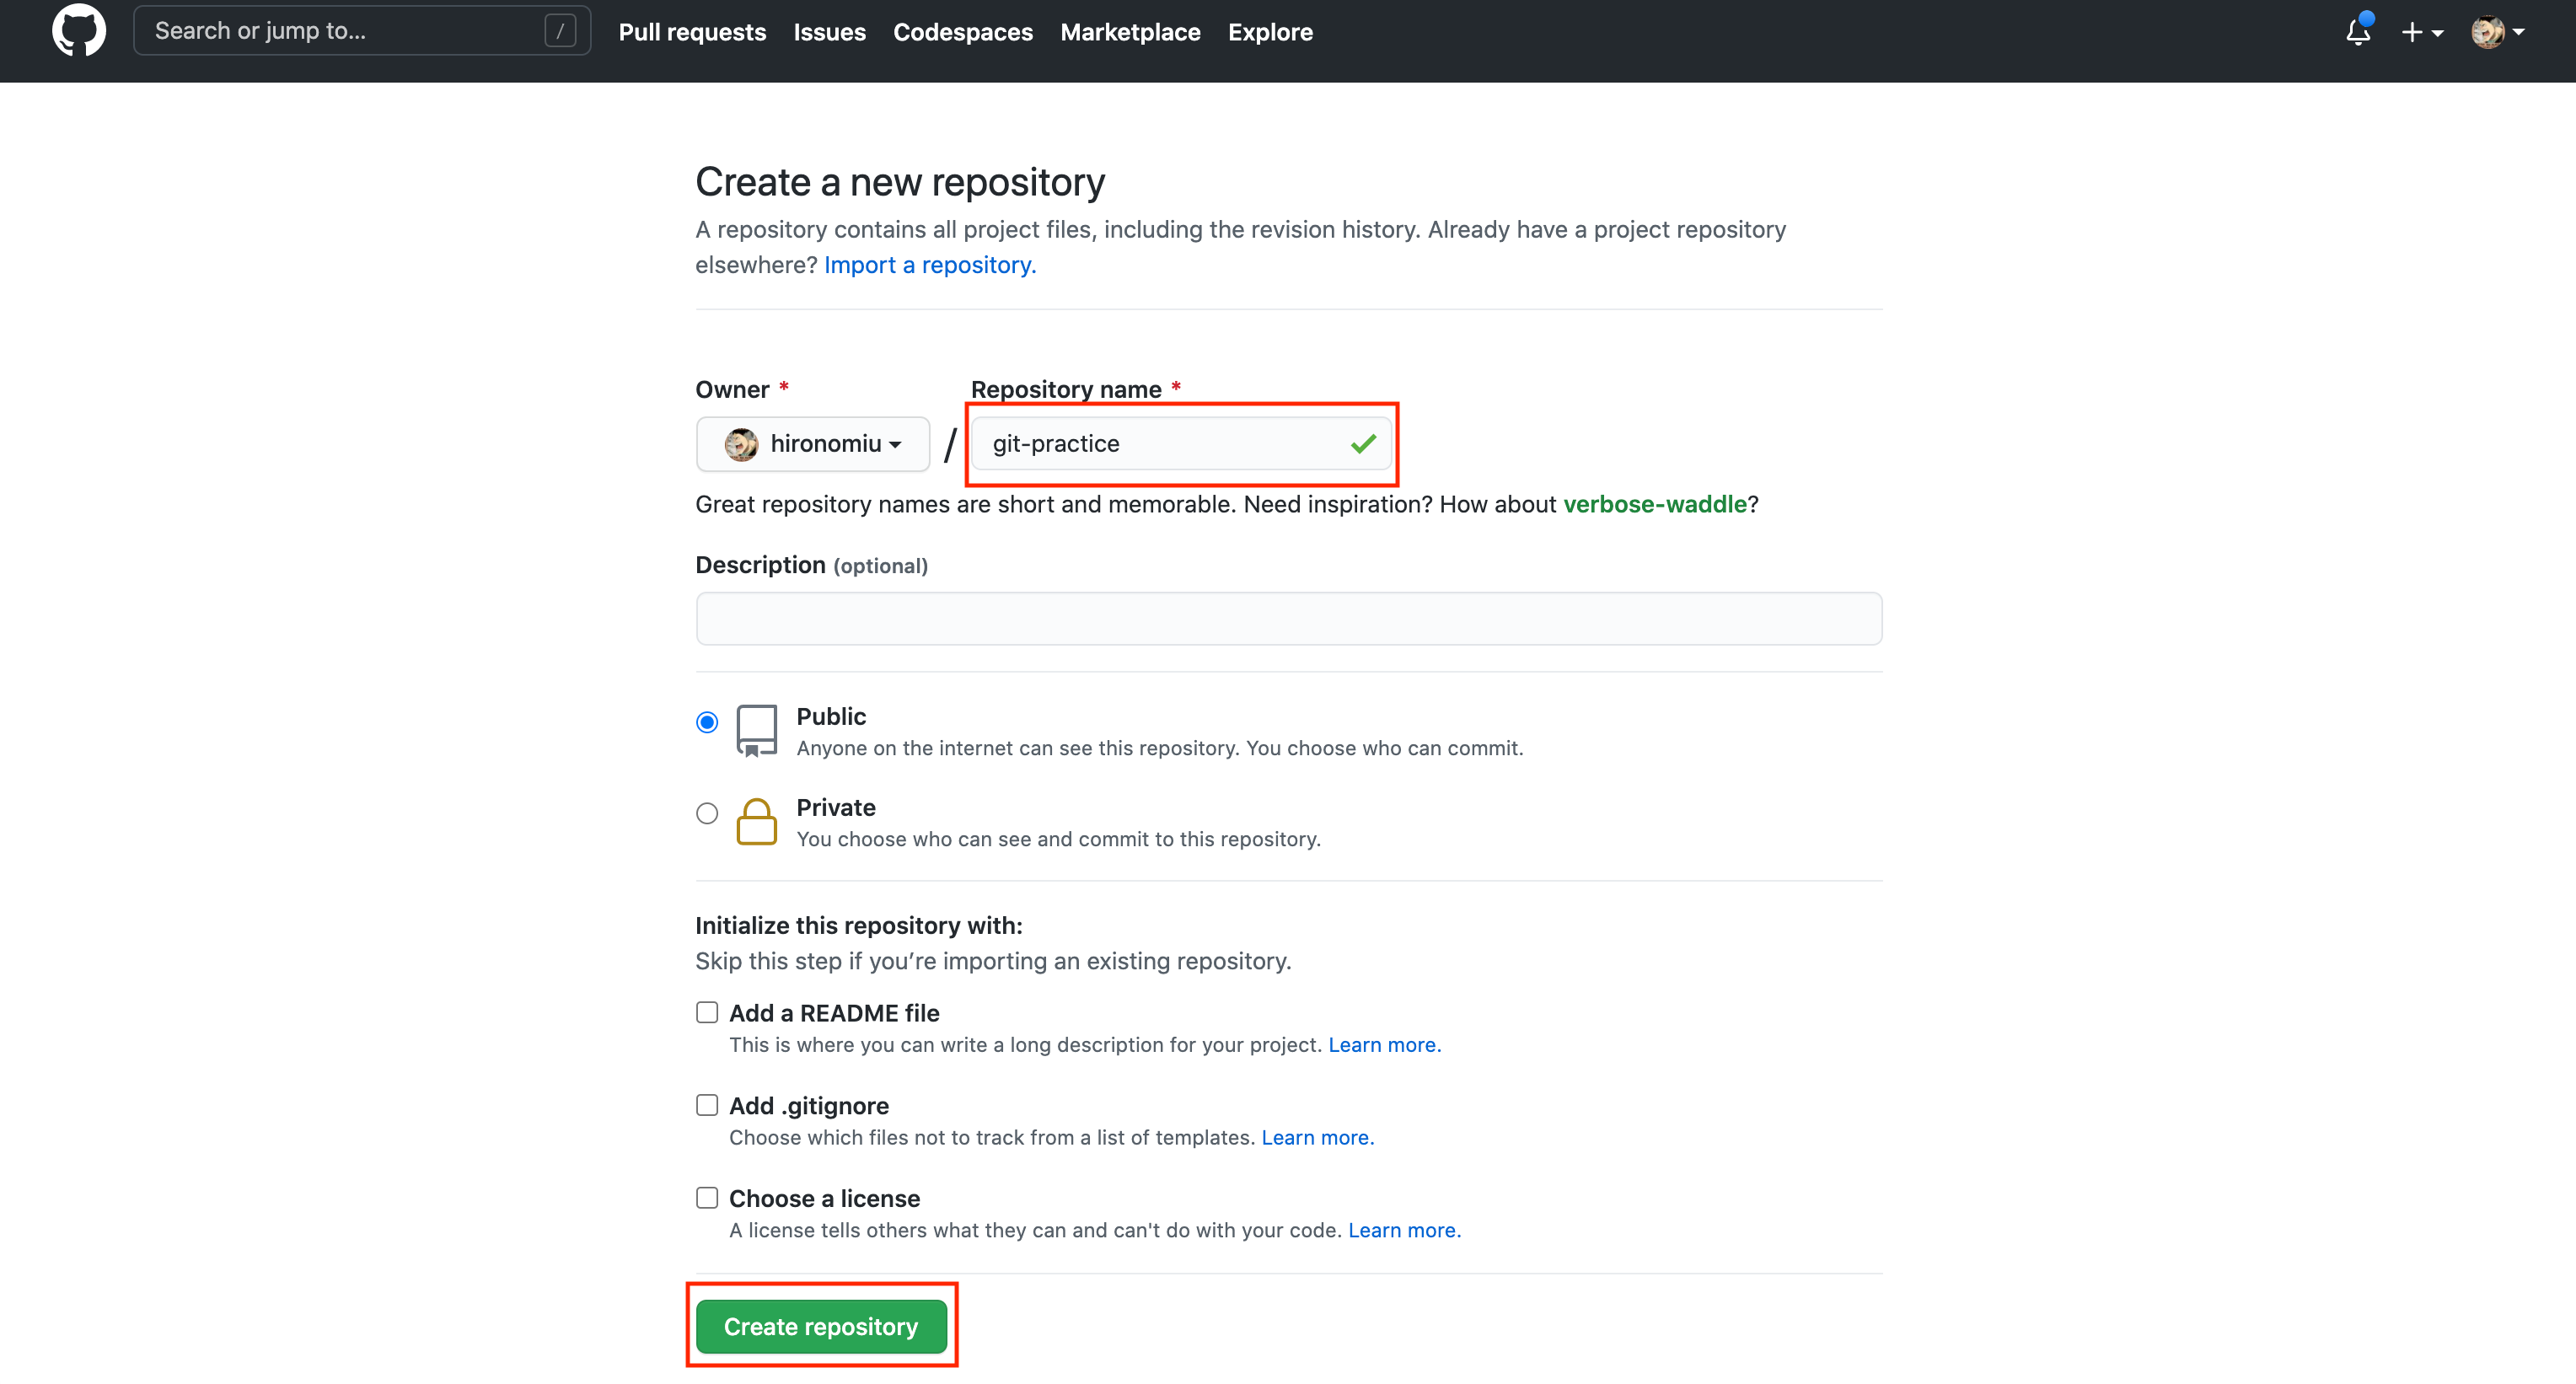 Search or jump to... /
Pull requests Issues Codespaces Marketplace Explore
Create a new repository
A repository contains all project files, including the revision history. Already have a project repository
elsewhere? Import a repository.
Owner * Repository name *
hironomiu / git-practice
Great repository names are short and memorable. Need inspiration? How about verbose-waddle?
Description (optional)
Public
Anyone on the internet can see this repository. You choose who can commit.
Private
You choose who can see and commit to this repository.
Initialize this repository with:
Skip this step if you’re importing an existing repository.
Add a README file
This is where you can write a long description for your project. Learn more.
Add .gitignore
Choose which files not to track from a list of templates. Learn more.
Choose a license
A license tells others what they can and can't do with your code. Learn more.
Create repository